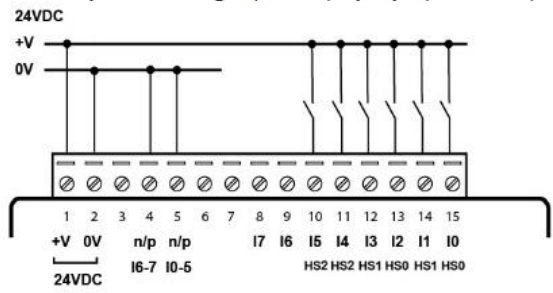 24VDC
+V
0V
1 2 3 4 5 6 7 8 9 10 11 12 13 14 15
+V 0V n/p n/p I7 I6 I5 I4 I3 I2 I1 I0
I6-7 I0-5 HS2 HS2 HS1 HS0 HS1 HS0
24VDC